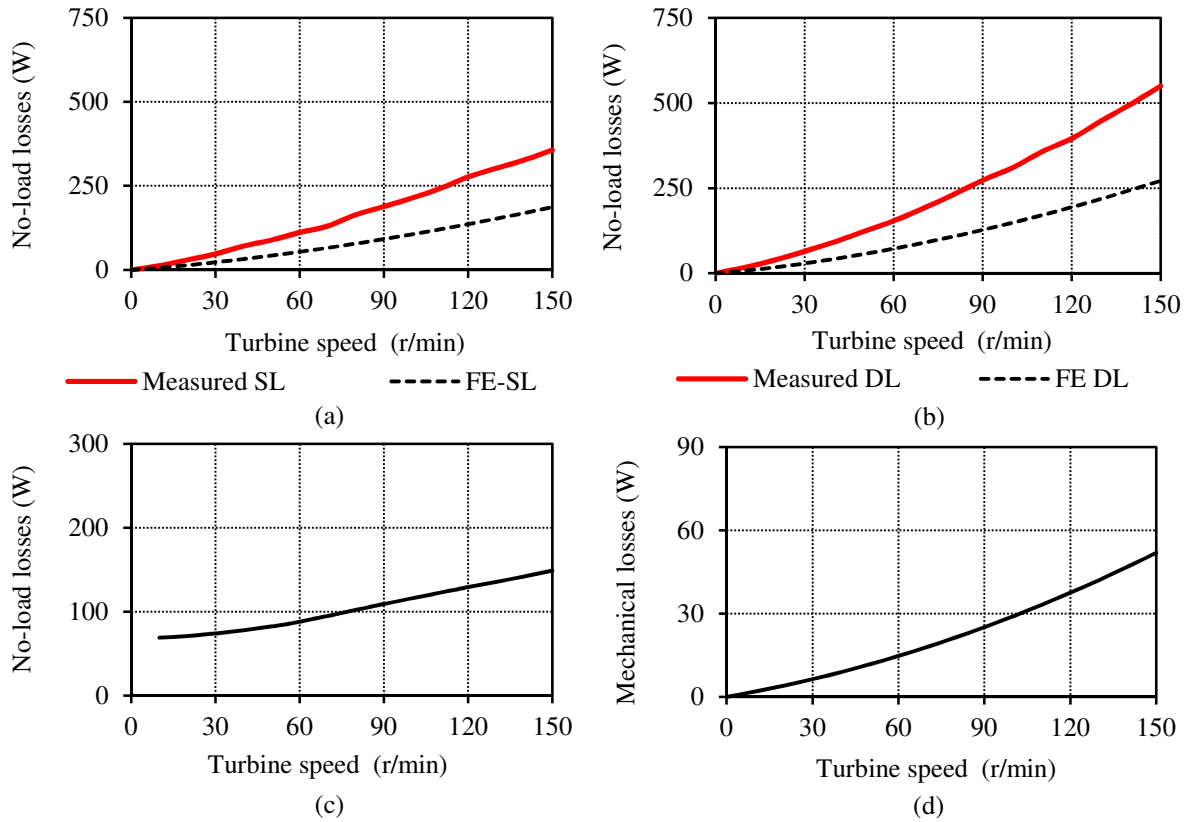 No-load losses (W)
750
500
250
0
0 30 60 90 120 150
Turbine speed (r/min)
Measured SL FE-SL
(a)
No-load losses (W)
750
500
250
0
0 30 60 90 120 150
Turbine speed (r/min)
Measured DL FE DL
(b)
No-load losses (W)
300
200
100
0
0 30 60 90 120 150
Turbine speed (r/min)
(c)
Mechanical losses (W)
90
60
30
0
0 30 60 90 120 150
Turbine speed (r/min)
(d)